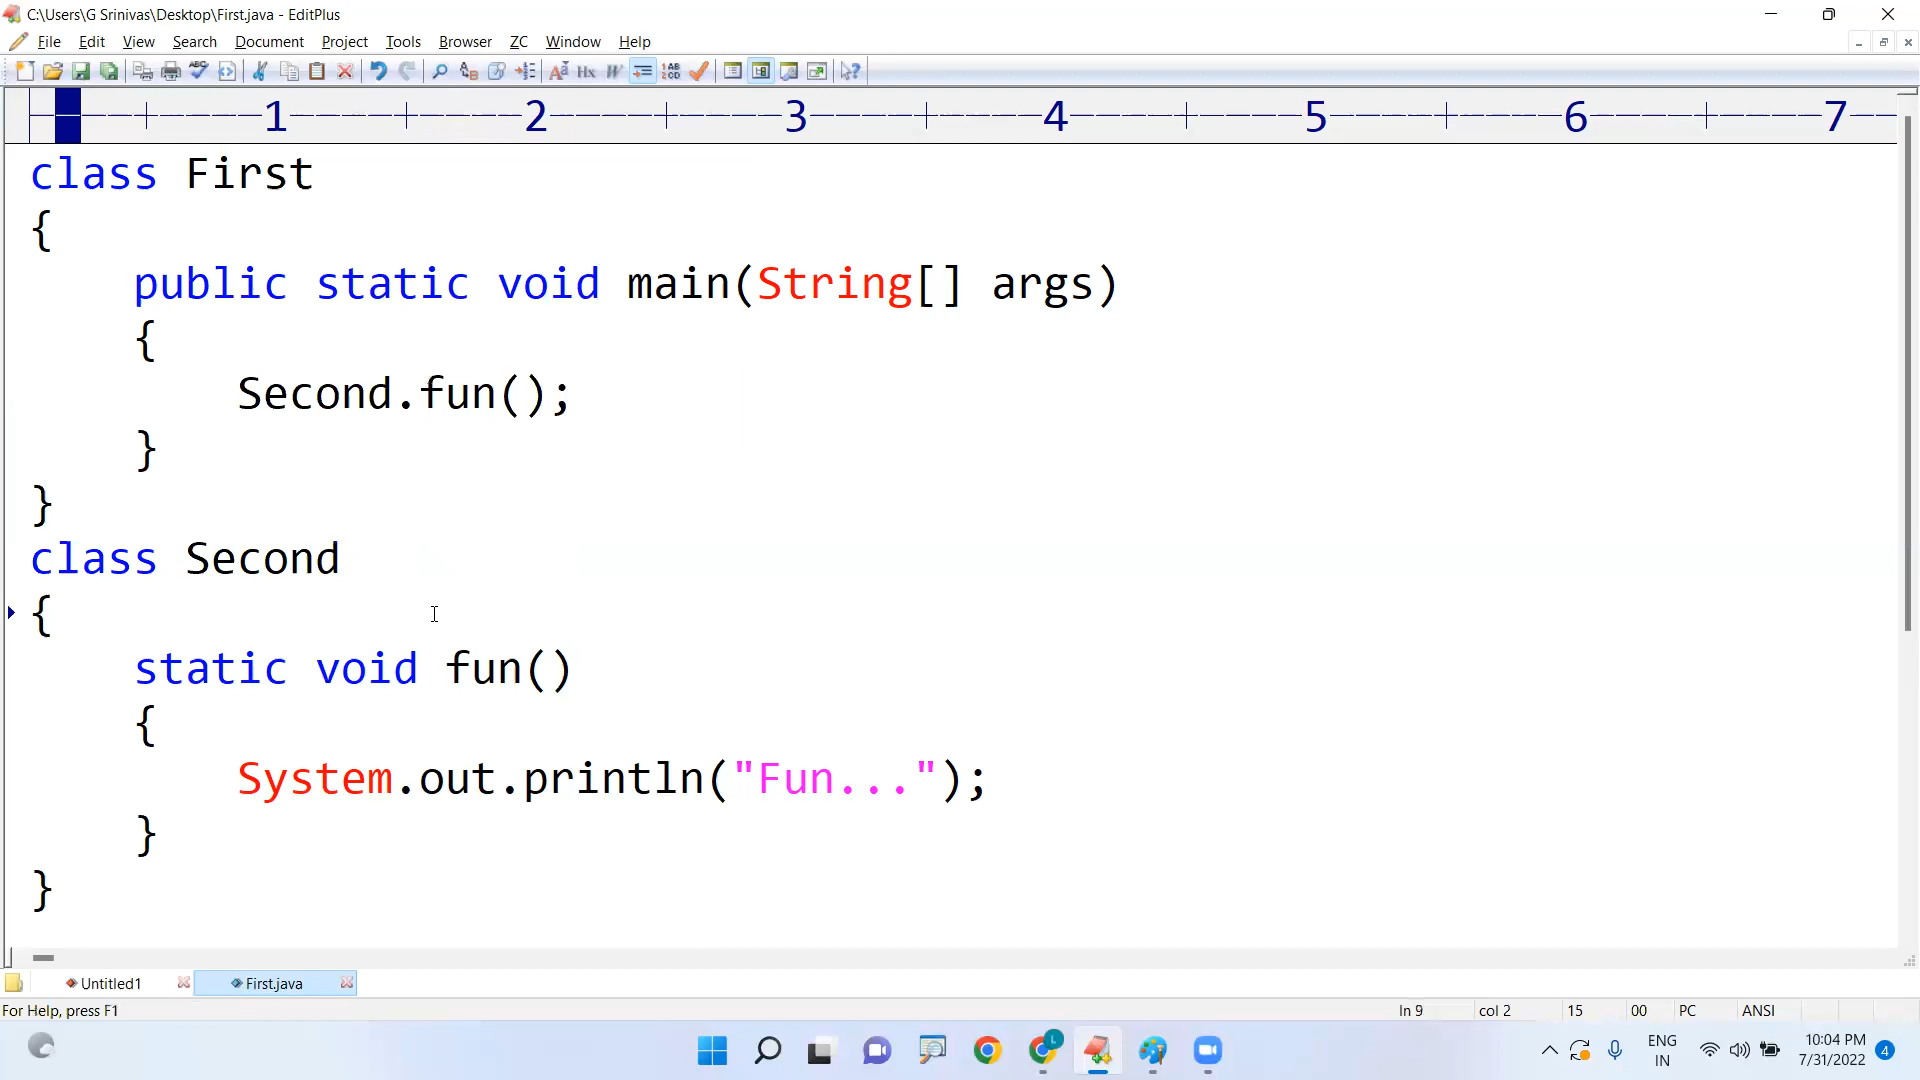 C:\Users\G Srinivas\Desktop\First.java - EditPlus
File Edit View Search Document Project Tools Browser ZC Window Help
1 2 3 4 5 6 7
class First
{
public static void main(String[] args)
{
Second.fun();
}
}
class Second
{
static void fun()
{
System.out.println("Fun...");
}
}
Untitled1 First.java
For Help, press F1 ln 9 col 2 15 00 PC ANSI
ENG 10:04 PM
IN 7/31/2022 4